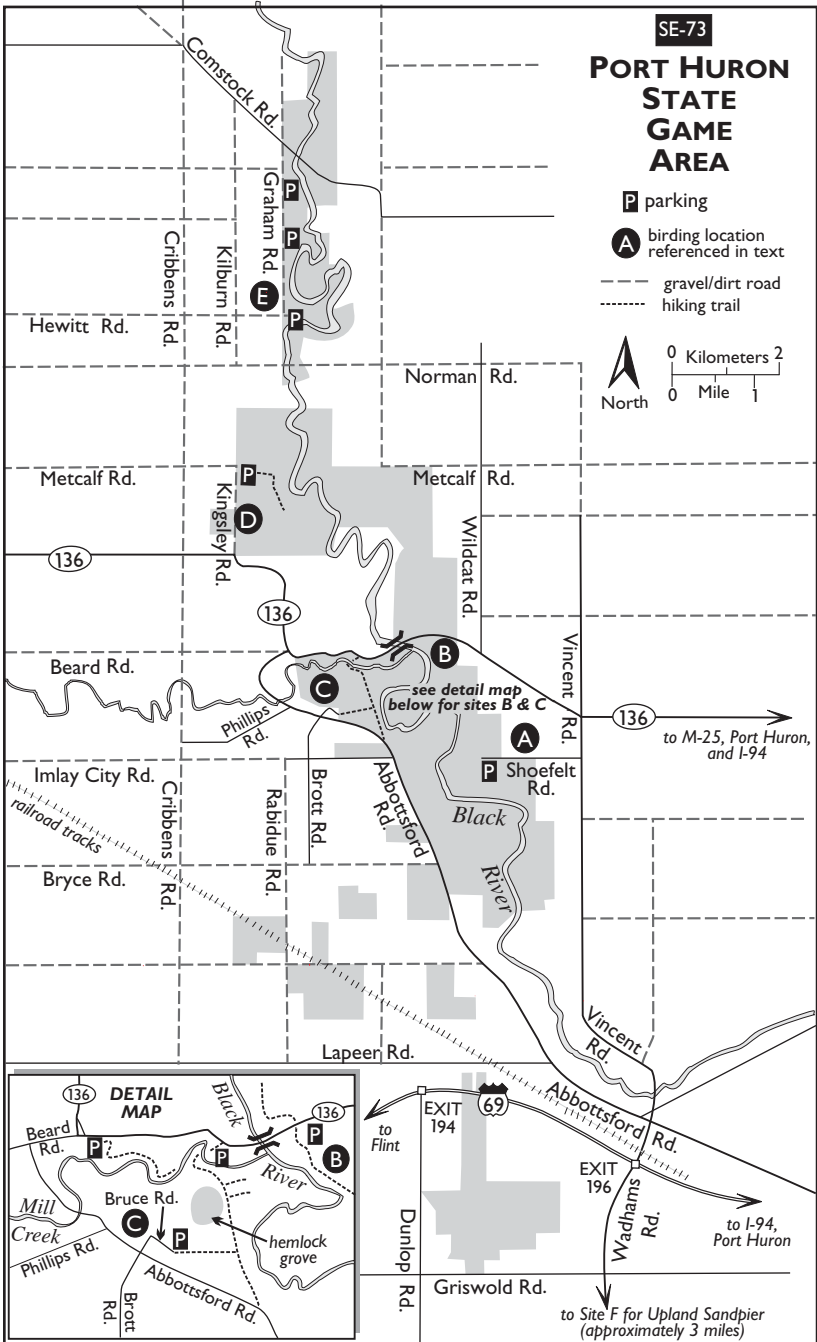 SE-73
PORT HURON
STATE
GAME
AREA
P parking
A birding location
referenced in text
gravel/dirt road
hiking trail
North
0 Kilometers 2
0 Mile 1
Comstock Rd.
Graham Rd.
P
P
P
Cribbens Rd.
Kilburn Rd.
E
Hewitt Rd.
Norman Rd.
Metcalf Rd.
P
Metcalf Rd.
Kingsley Rd.
D
Wildcat Rd.
136
136
Vincent Rd.
Beard Rd.
B
C
see detail map
below for sites B & C
136
to M-25, Port Huron,
and I-94
Phillips
Rd.
A
Imlay City Rd.
P Shoefelt
Rd.
railroad tracks
Cribbens Rd.
Rabidue Rd.
Brott Rd.
Abbottsford
Rd.
Black
River
Bryce Rd.
Vincent
Rd.
Lapeer Rd.
Abbottsford Rd.
EXIT
194
69
to
Flint
EXIT
196
Wadhams
Rd.
to I-94,
Port Huron
Dunlop Rd.
Griswold Rd.
to Site F for Upland Sandpier
(approximately 3 miles)
136
DETAIL
MAP
Black
River
136
Beard
Rd.
P
P
P
B
Mill
Creek
Bruce Rd.
C
P
hemlock
grove
Phillips Rd.
Abbottsford Rd.
Brott
Rd.